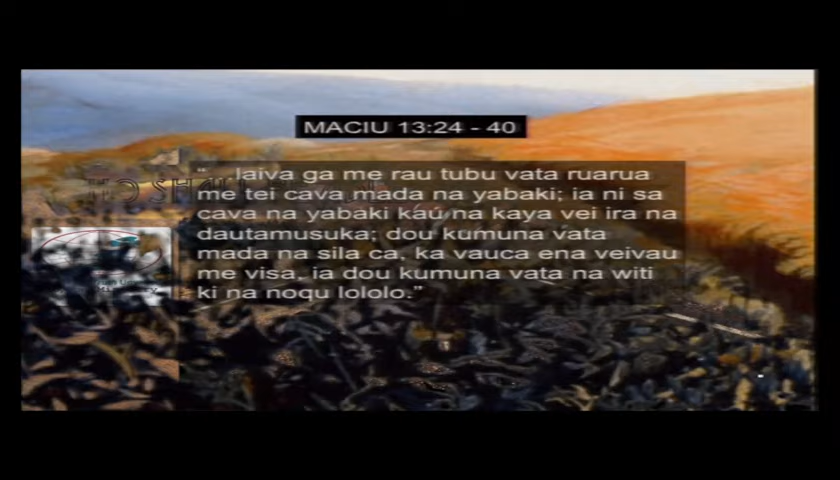 MACIU 13:24 - 40
“ laiva ga me rau tubu vata ruarua
me tei cava mada na yabaki; ia ni sa
cava na yabaki káú na kaya vei ira na
dautamusuka; dou kumuna vata
mada na sila ca, ka vauca ena veivau
me visa, ia dou kumuna vata na witi
ki na noqu lololo.”